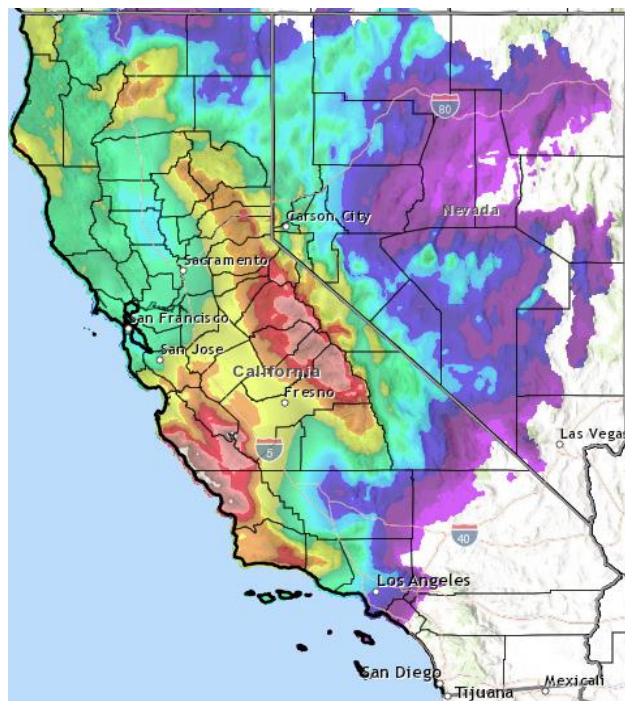 80
Nevada
Carson City
Sacramento
San Francisco
San Jose
California
Fresno
5
Las Vegas
40
Los Angeles
San Diego
Tijuana
Mexicali